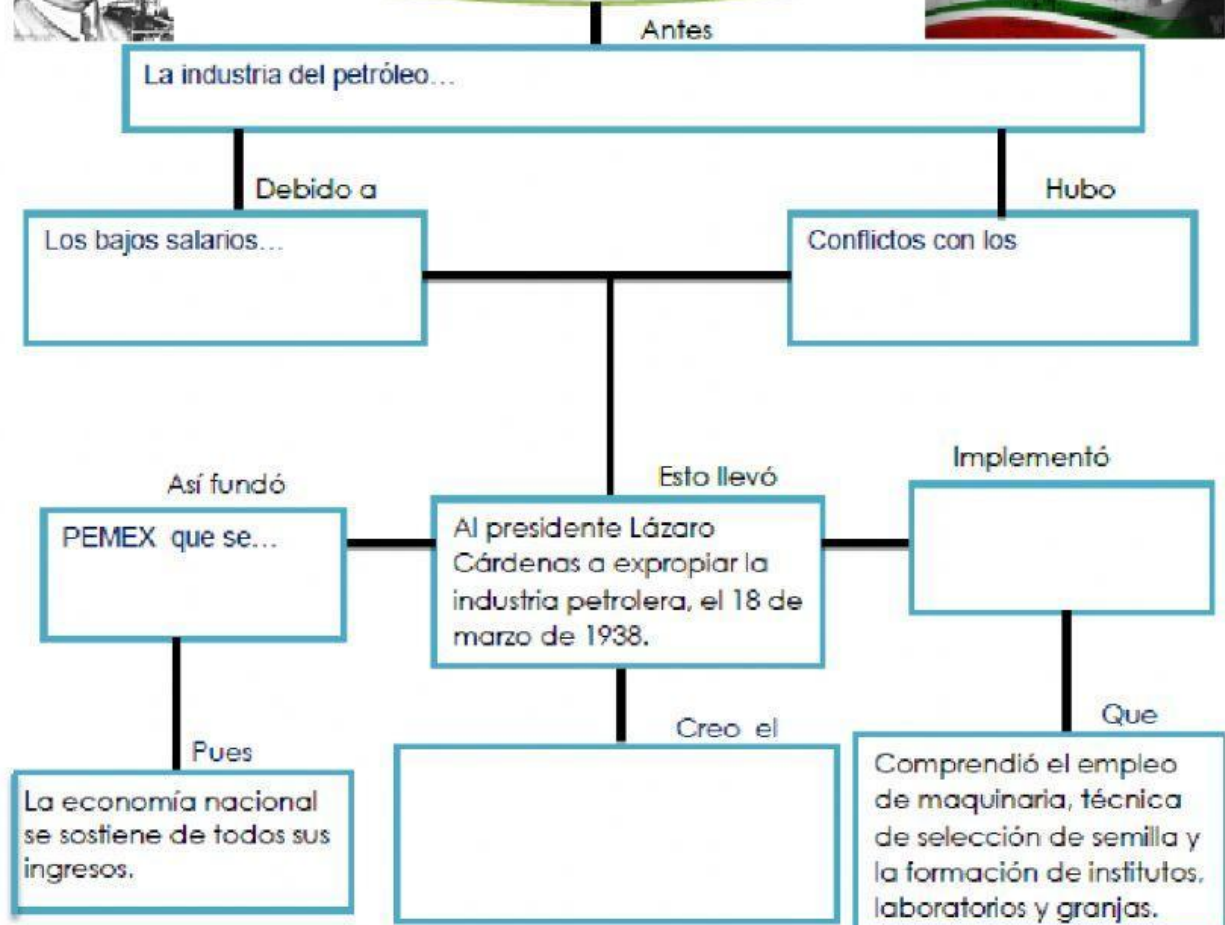 Antes
La industria del petróleo...
Debido a
Hubo
Los bajos salarios...
Conflictos con los
Así fundó
Esto llevó
Implementó
PEMEX que se...
Al presidente Lázaro
Cárdenas a expropiar la
industria petrolera, el 18 de
marzo de 1938.
Pues
Creo el
Que
La economía nacional
se sostiene de todos sus
ingresos.
Comprendió el empleo
de maquinaria, técnica
de selección de semilla y
la formación de institutos,
laboratorios y granjas.